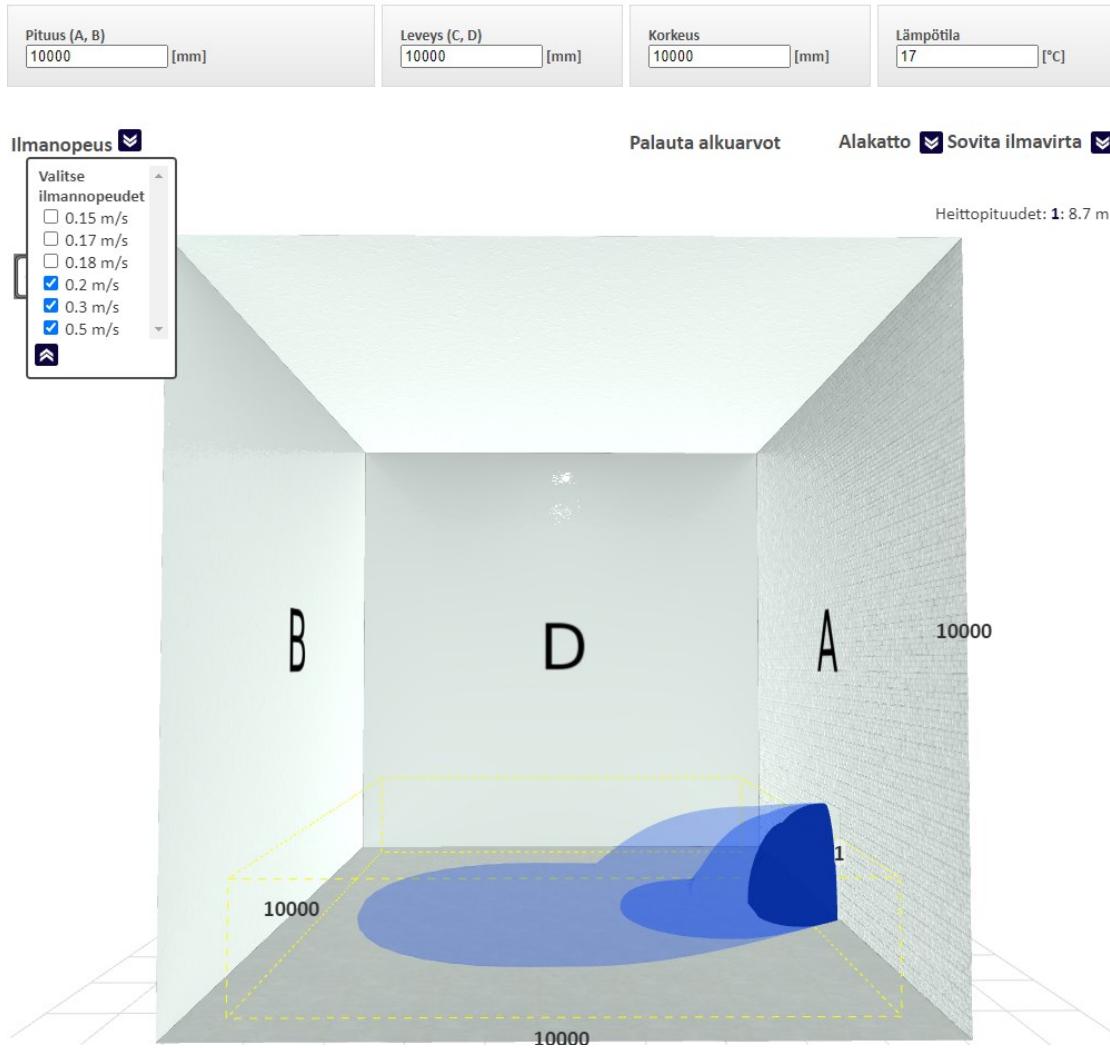 Pituus (A, B)
10000 [mm]
Leveys (C, D)
10000 [mm]
Korkeus
10000 [mm]
Lämpötila
17 [°C]
Ilmanopeus
Palauta alkuarvot
Alakatto
Sovita ilmavirta
Valitse
ilmannopeudet
0.15 m/s
0.17 m/s
0.18 m/s
0.2 m/s
0.3 m/s
0.5 m/s
Heittopituudet: 1: 8.7 m
B
D
A
10000
1
10000
10000